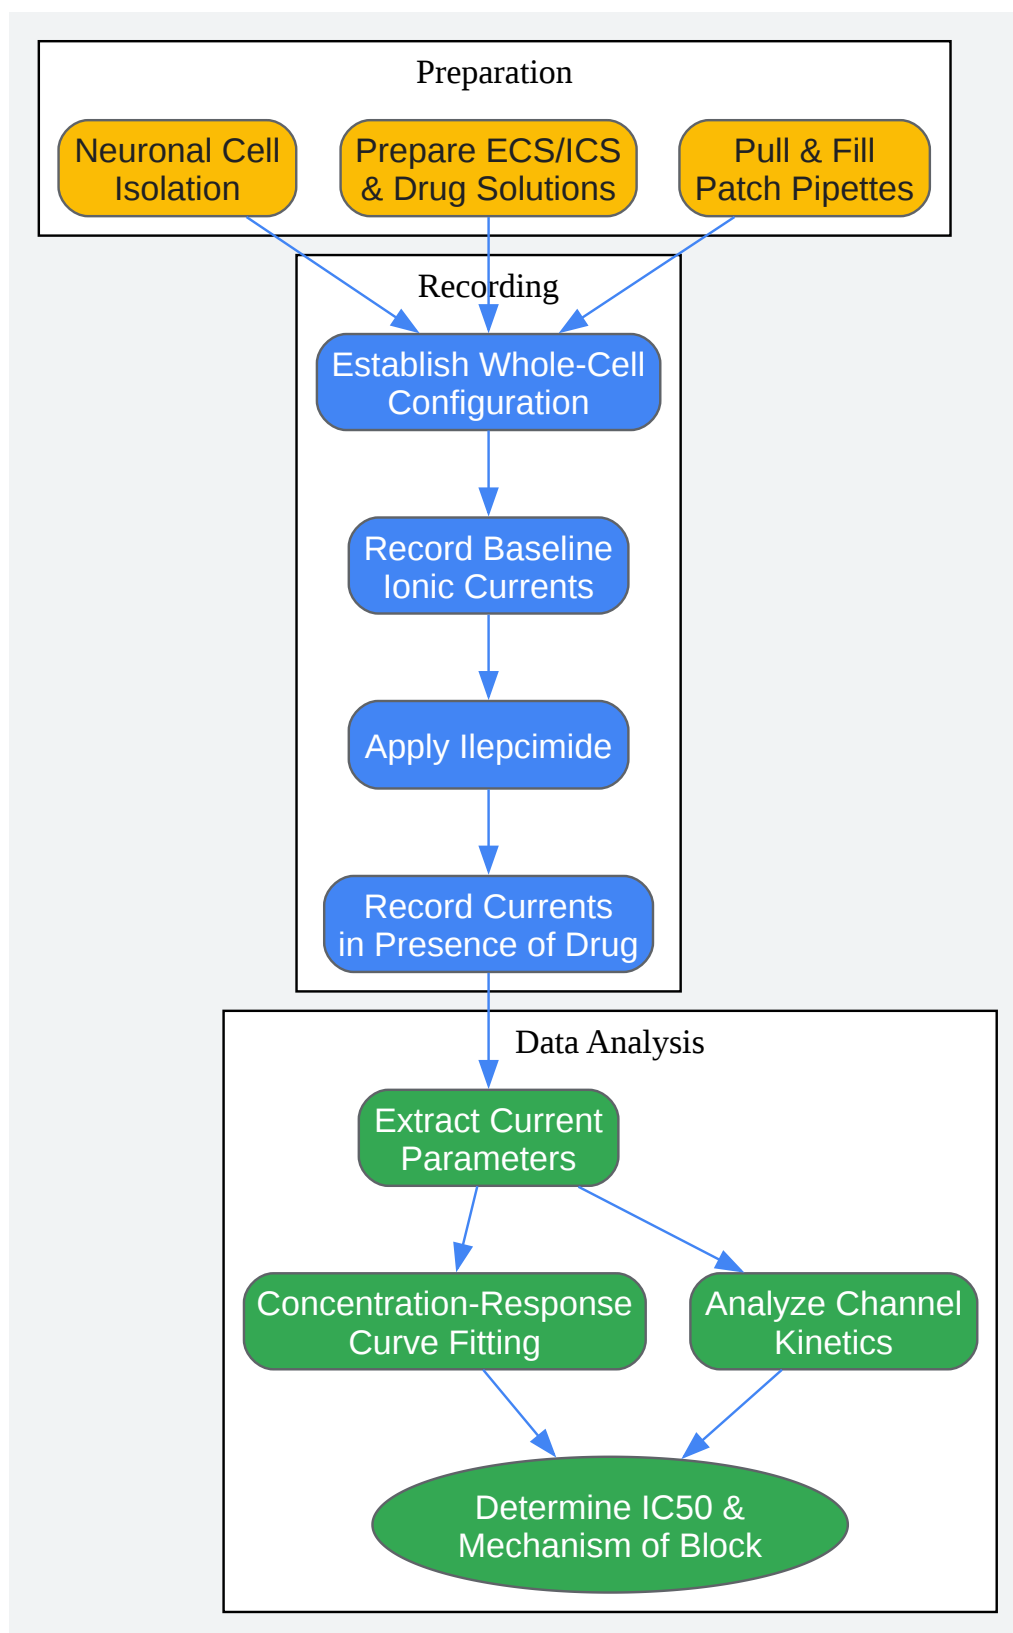 Preparation
Neuronal Cell
Isolation
Prepare ECS/ICS
& Drug Solutions
Pull & Fill
Patch Pipettes
Recording
Establish Whole-Cell
Configuration
Record Baseline
Ionic Currents
Apply Ilepcimide
Record Currents
in Presence of Drug
Data Analysis
Extract Current
Parameters
Concentration-Response
Curve Fitting
Analyze Channel
Kinetics
Determine IC50 &
Mechanism of Block